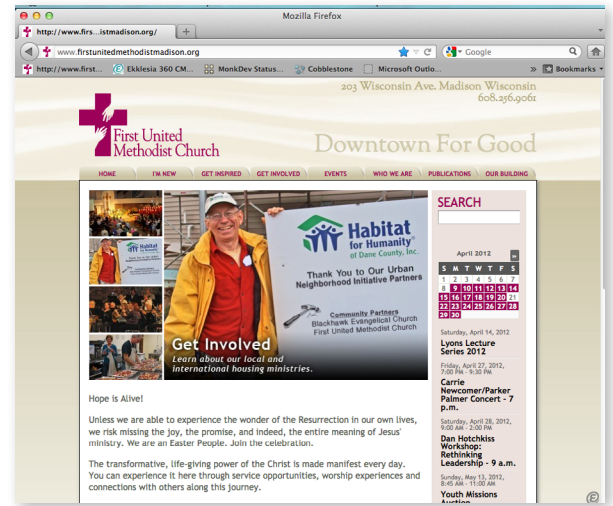 Mozilla Firefox
http://www.firs...istmadison.org/
www.firstunitedmethodistmadison.org
Google
http://www.first...
Ekklesia 360 CM...
MonkDev Status...
Cobblestone
Microsoft Outlo...
»
Bookmarks
203 Wisconsin Ave. Madison Wisconsin
608.256.9061
First United
Methodist Church
Downtown For Good
HOME
I'M NEW
GET INSPIRED
GET INVOLVED
EVENTS
WHO WE ARE
PUBLICATIONS
OUR BUILDING
Habitat
for Humanity®
of Dane County, Inc.
Thank You to Our Urban
Neighborhood Initiative Partners
Community Partners
Blackhawk Evangelical Church
First United Methodist Church
Get Involved
Learn about our local and
international housing ministries.
Hope is Alive!
Unless we are able to experience the wonder of the Resurrection in our own lives,
we risk missing the joy, the promise, and indeed, the entire meaning of Jesus'
ministry. We are an Easter People. Join the celebration.
The transformative, life-giving power of the Christ is made manifest every day.
You can experience it here through service opportunities, worship experiences and
connections with others along this journey.
SEARCH
April 2012 »
S M T W T F S
1 2 3 4 5 6 7
8 9 10 11 12 13 14
15 16 17 18 19 20 21
22 23 24 25 26 27 28
29 30
Saturday, April 14, 2012
Lyons Lecture
Series 2012
Friday, April 27, 2012,
7:00 PM - 9:30 PM
Carrie
Newcomer/Parker
Palmer Concert - 7
p.m.
Saturday, April 28, 2012,
9:00 AM - 2:00 PM
Dan Hotchkiss
Workshop:
Rethinking
Leadership - 9 a.m.
Sunday, May 13, 2012,
8:45 AM - 11:00 AM
Youth Missions
Auction